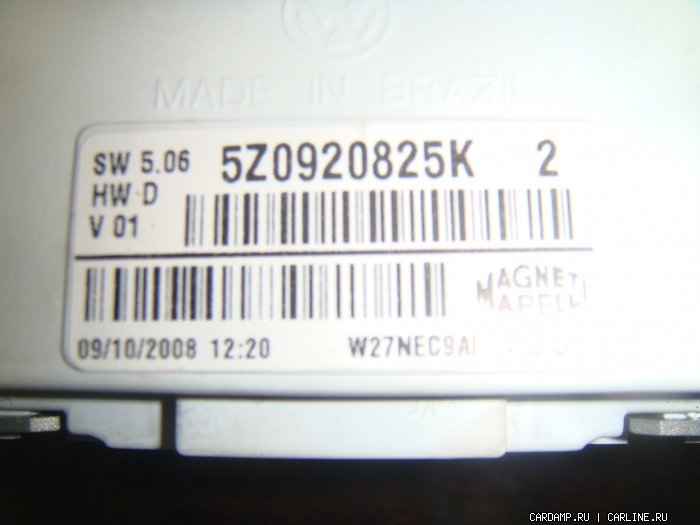 MADE IN BRAZIL
SW 5.06 5Z0920825K 2
HW D
V 01
MAGNETI
MARELLI
09/10/2008 12:20 W27NEC9A
CARDAMP.RU | CARLINE.RU